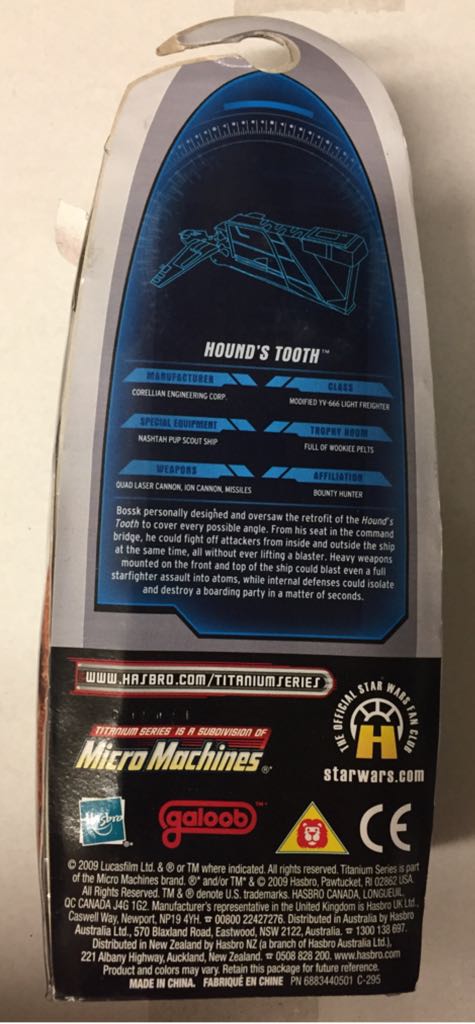 HOUND'S TOOTH™
MANUFACTURER
CORELLIAN ENGINEERING CORP.
CLASS
MODIFIED YV-666 LIGHT FREIGHTER
SPECIAL EQUIPMENT
NASHTAH PUP SCOUT SHIP
TROPHY ROOM
FULL OF WOOKIEE PELTS
WEAPONS
QUAD LASER CANNON, ION CANNON, MISSILES
AFFILIATION
BOUNTY HUNTER
Bossk personally designed and oversaw the retrofit of the Hound's
Tooth to cover every possible angle. From his seat in the command
bridge, he could fight off attackers from inside and outside the ship
at the same time, all without ever lifting a blaster. Heavy weapons
mounted on the front and top of the ship could blast even a full
starfighter assault into atoms, while internal defenses could isolate
and destroy a boarding party in a matter of seconds.
WWW.HASBRO.COM/TITANIUMSERIES
THE OFFICIAL STAR WARS FAN CLUB
H
starwars.com
TITANIUM SERIES IS A SUBDIVISION OF
Micro Machines®
Hasbro®
galoob™
CE
© 2009 Lucasfilm Ltd. & ® or TM where indicated. All rights reserved. Titanium Series is part
of the Micro Machines brand. ®* and/or TM* & © 2009 Hasbro, Pawtucket, RI 02862 USA.
All Rights Reserved. TM & ® denote U.S. trademarks. HASBRO CANADA, LONGUEUIL,
QC CANADA J4G 1G2. Manufacturer's representative in the United Kingdom is Hasbro UK Ltd.,
Caswell Way, Newport, NP19 4YH. ☎ 00800 22427276. Distributed in Australia by Hasbro
Australia Ltd., 570 Blaxland Road, Eastwood, NSW 2122, Australia. ☎ 1300 138 697.
Distributed in New Zealand by Hasbro NZ (a branch of Hasbro Australia Ltd.),
221 Albany Highway, Auckland, New Zealand. ☎ 0508 828 200. www.hasbro.com
Product and colors may vary. Retain this package for future reference.
MADE IN CHINA. FABRIQUÉ EN CHINE PN 6883440501 C-295